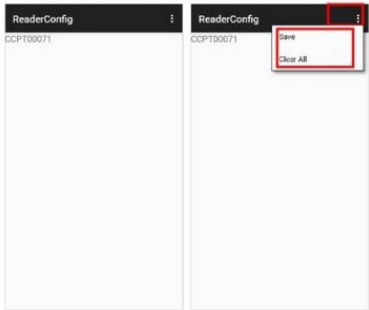 ReaderConfig
CCPT00071
ReaderConfig
CCPT00071
Save
Clear All